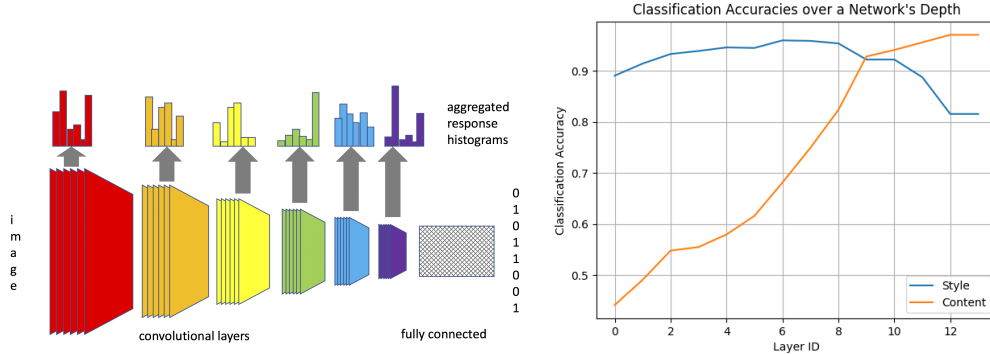 i
m
a
g
e
aggregated
response
histograms
0
1
0
1
1
0
0
1
convolutional layers
fully connected
Classification Accuracies over a Network's Depth
Classification Accuracy
0.9
0.8
0.7
0.6
0.5
0 2 4 6 8 10 12
Layer ID
Style
Content